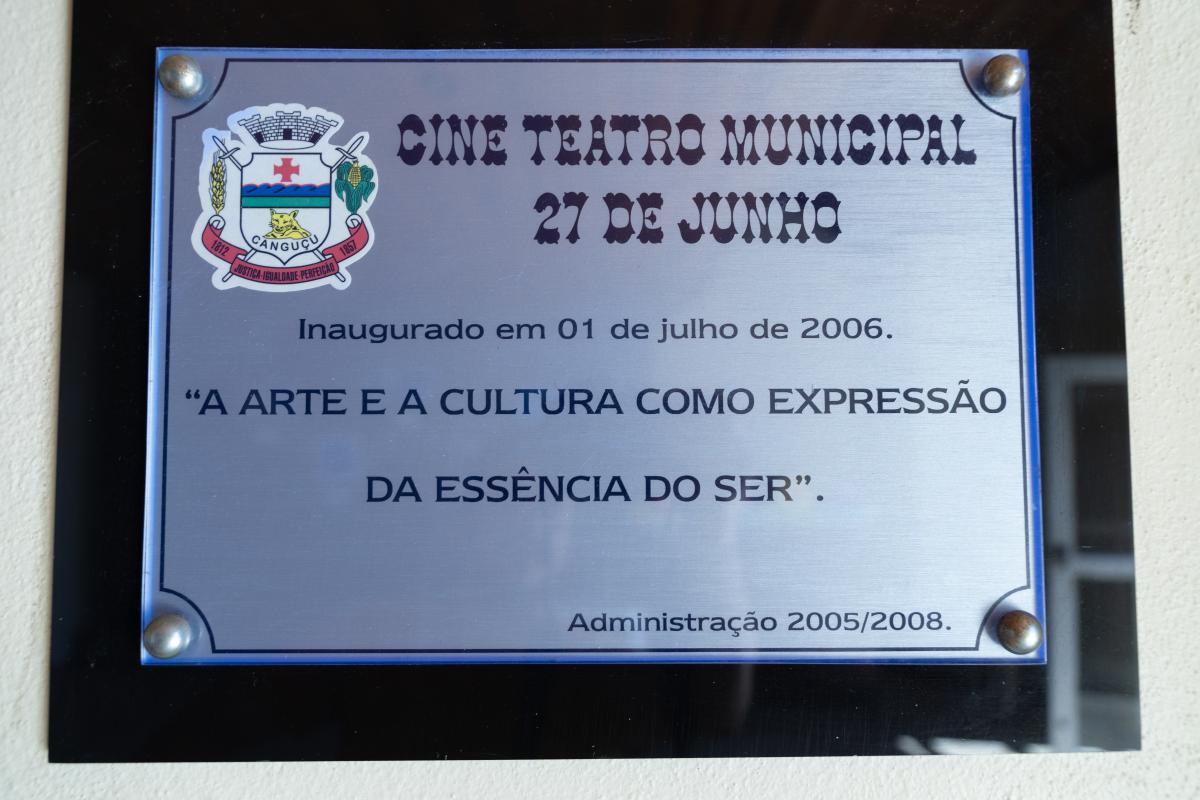 CINE TEATRO MUNICIPAL
27 DE JUNHO
CANGUÇU
1812 1857
JUSTIÇA-IGUALDADE-PERFEIÇÃO
Inaugurado em 01 de julho de 2006.
“A ARTE E A CULTURA COMO EXPRESSÃO
DA ESSÊNCIA DO SER”.
Administração 2005/2008.